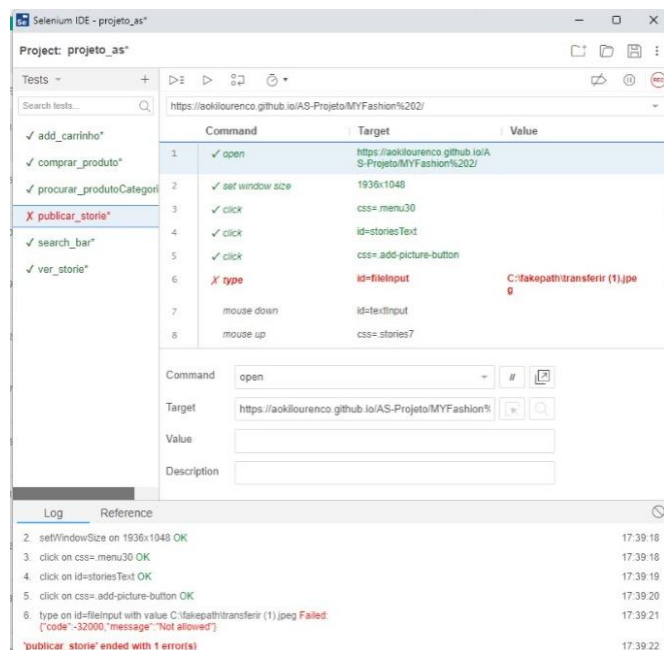 Selenium IDE - projeto_as*
Project: projeto_as*
Tests
Search tests...
https://aokilourenco.github.io/AS-Projeto/MYFashion%202/
✓ add_carrinho*
✓ comprar_produto*
✓ procurar_produtoCategori
✗ publicar_storie*
✓ search_bar*
✓ ver_storie*
Command Target Value
1 ✓ open https://aokilourenco.github.io/A
S-Projeto/MYFashion%202/
2 ✓ set window size 1936x1048
3 ✓ click css=.menu30
4 ✓ click id=storiesText
5 ✓ click css=.add-picture-button
6 ✗ type id=fileInput C:\fakepath\transferir (1).jpe
g
7 mouse down id=textInput
8 mouse up css=.stories7
Command open //
Target https://aokilourenco.github.io/AS-Projeto/MYFashion%
Value
Description
Log Reference
2. setWindowSize on 1936x1048 OK 17:39:18
3. click on css=.menu30 OK 17:39:18
4. click on id=storiesText OK 17:39:19
5. click on css=.add-picture-button OK 17:39:20
6. type on id=fileInput with value C:\fakepath\transferir (1).jpeg Failed: 17:39:21
{"code":-32000,"message":"Not allowed"}
'publicar_storie' ended with 1 error(s) 17:39:22